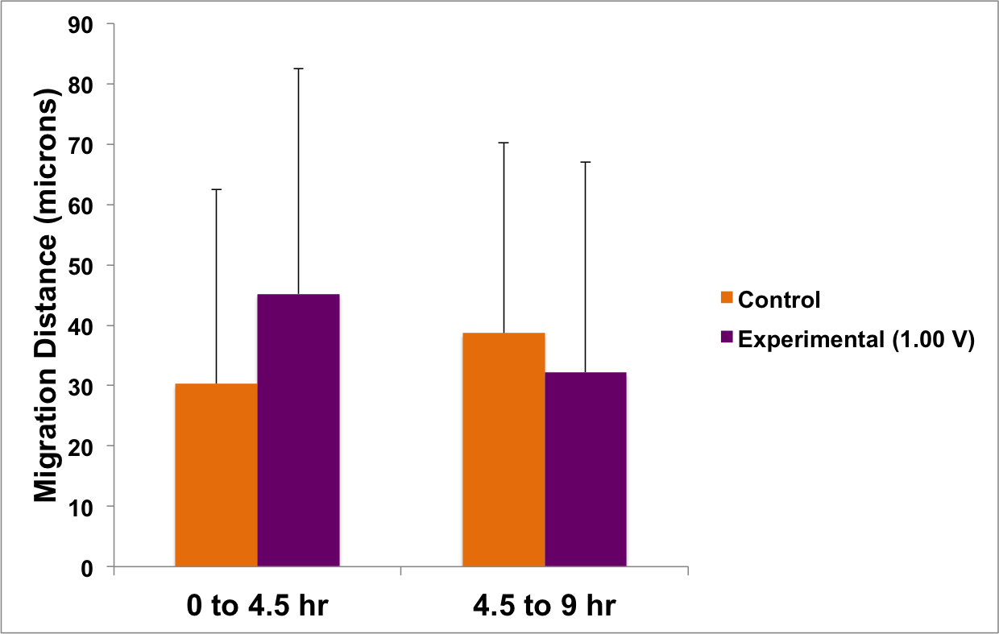 Migration Distance (microns)
90
80
70
60
50
40
30
20
10
0
0 to 4.5 hr
4.5 to 9 hr
Control
Experimental (1.00 V)